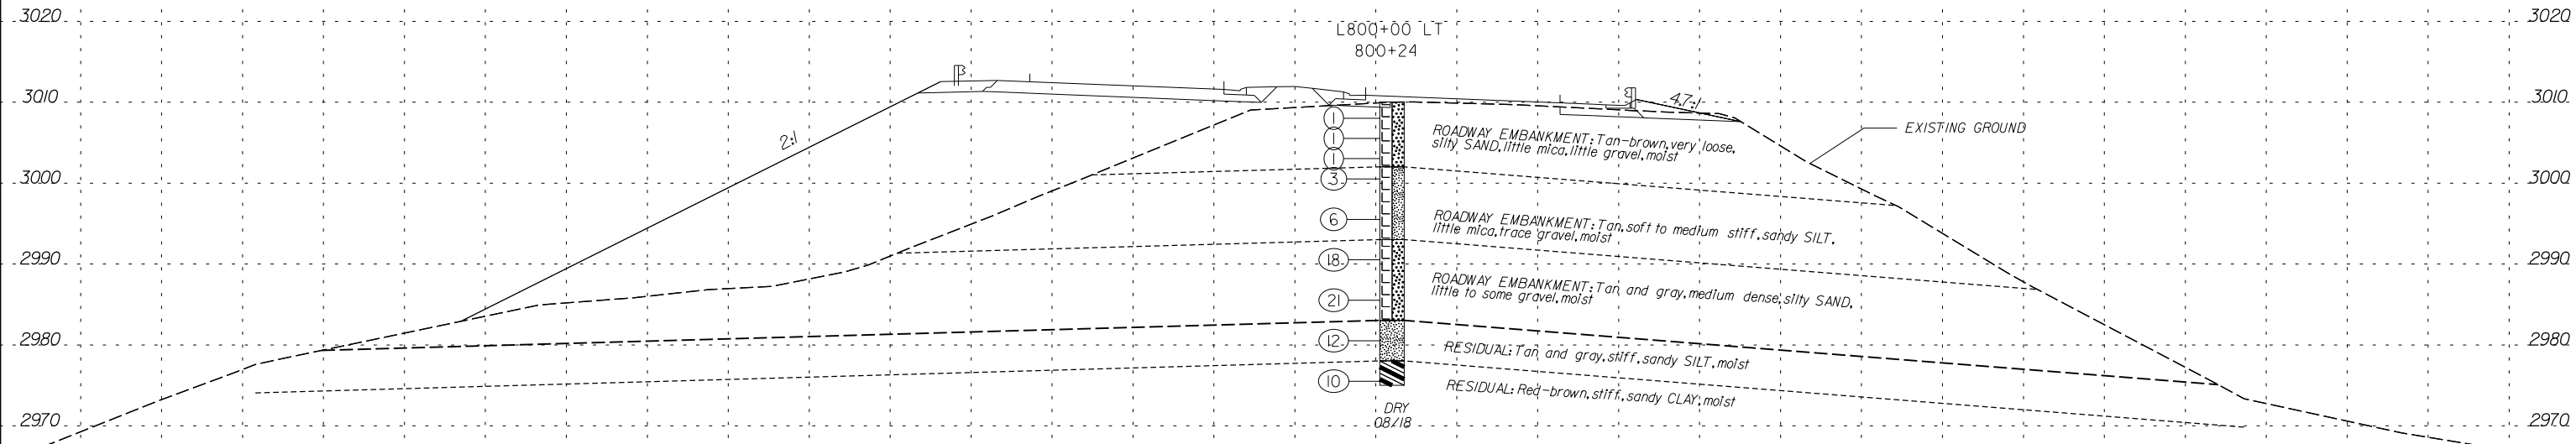 3020
3020
L800+00 LT
800+24
3010
3010
2:1
4.7:1
EXISTING GROUND
1
ROADWAY EMBANKMENT: Tan-brown, very loose,
silty SAND, little mica, little gravel, moist
1
1
3000
3000
3
6
ROADWAY EMBANKMENT: Tan, soft to medium stiff, sandy SILT,
little mica, trace gravel, moist
2990
2990
18
ROADWAY EMBANKMENT: Tan and gray, medium dense, silty SAND,
little to some gravel, moist
21
2980
2980
12
RESIDUAL: Tan and gray, stiff, sandy SILT, moist
10
RESIDUAL: Red-brown, stiff, sandy CLAY, moist
DRY
08/18
2970
2970